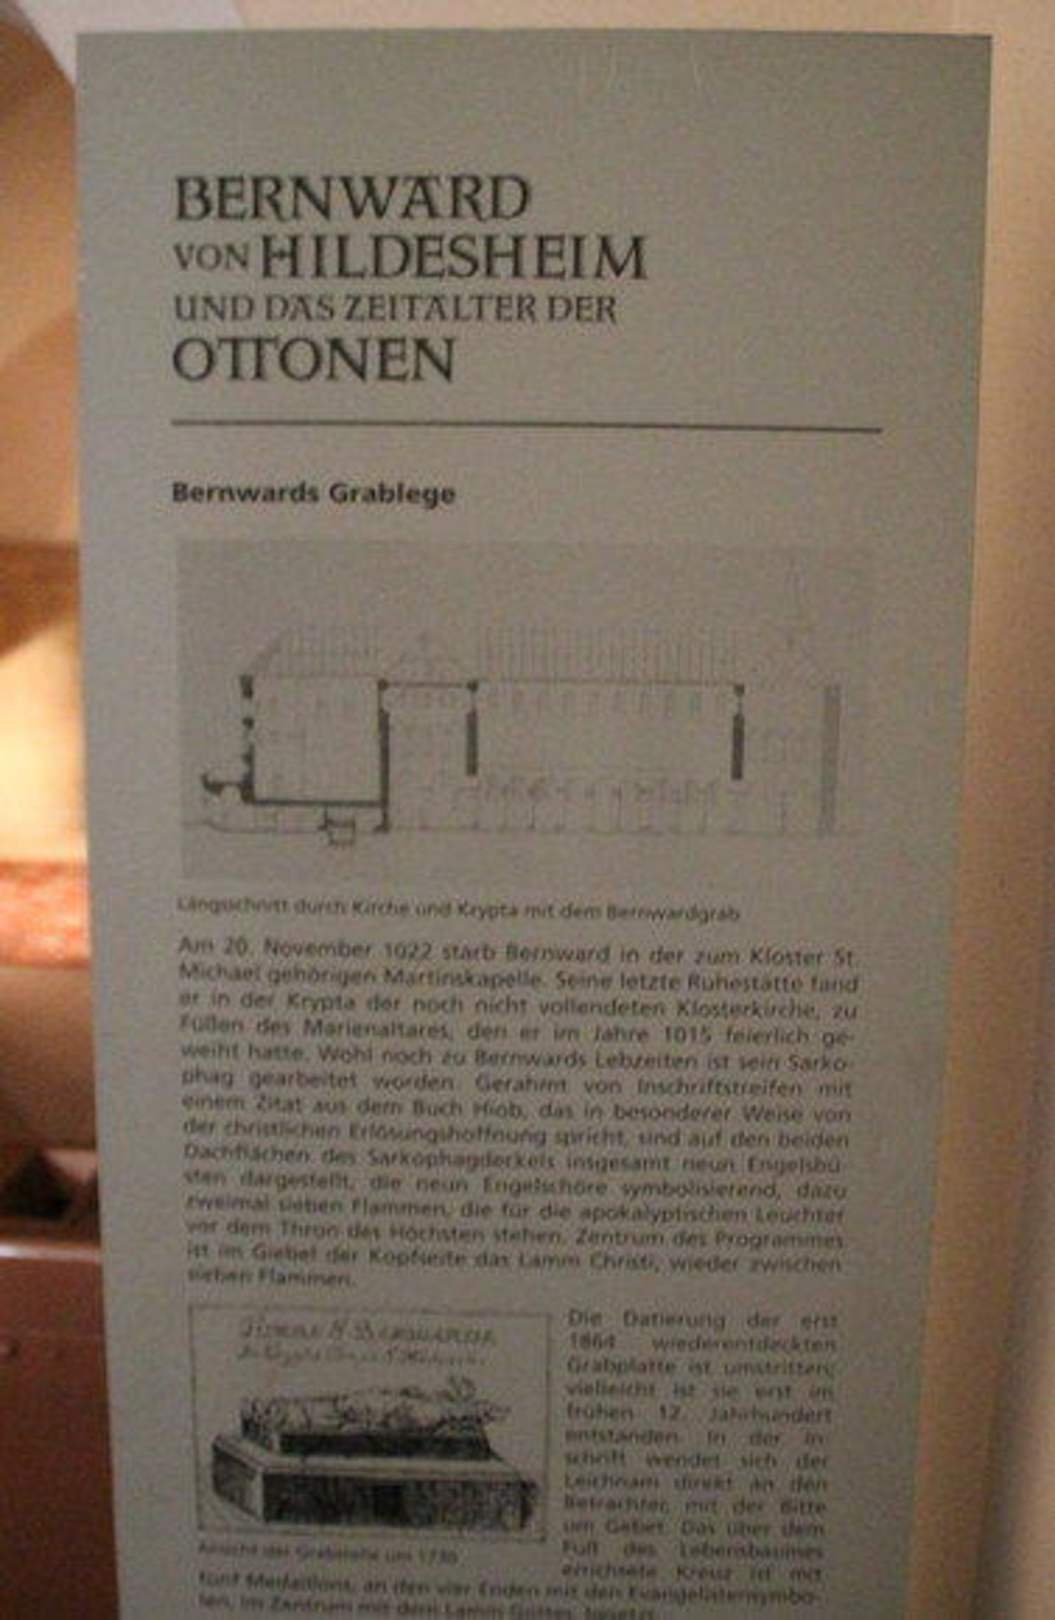 BERNWARD
VON HILDESHEIM
UND DAS ZEITALTER DER
OTTONEN
Bernwards Grablege
Längsschnitt durch Kirche und Krypta mit dem Bernwardgrab
Am 20. November 1022 starb Bernward in der zum Kloster St.
Michael gehörigen Martinskapelle. Seine letzte Ruhestätte fand
er in der Krypta der noch nicht vollendeten Klosterkirche, zu
Füßen des Marienaltares, den er im Jahre 1015 feierlich ge-
weiht hatte. Wohl noch zu Bernwards Lebzeiten ist sein Sarko-
phag gearbeitet worden. Gerahmt von Inschriftstreifen mit
einem Zitat aus dem Buch Hiob, das in besonderer Weise von
der christlichen Erlösungshoffnung spricht, sind auf den beiden
Dachflächen des Sarkophagdeckels insgesamt neun Engelsbü-
sten dargestellt, die neun Engelschöre symbolisierend, dazu
zweimal sieben Flammen, die für die apokalyptischen Leuchter
vor dem Thron des Höchsten stehen. Zentrum des Programmes
ist im Giebel der Kopfseite das Lamm Christi, wieder zwischen
sieben Flammen.
Die Datierung der erst
1864 wiederentdeckten
Grabplatte ist umstritten;
vielleicht ist sie erst im
frühen 12. Jahrhundert
entstanden. In der In-
schrift wendet sich der
Leichnam direkt an den
Betrachter mit der Bitte
um Gebet. Das über dem
Fuß des Lebensbaumes
errichtete Kreuz ist mit
Ansicht der Grabstelle um 1730
fünf Medaillons, an den vier Enden mit den Evangelistensymbo-
len, im Zentrum mit dem Lamm Gottes, besetzt.